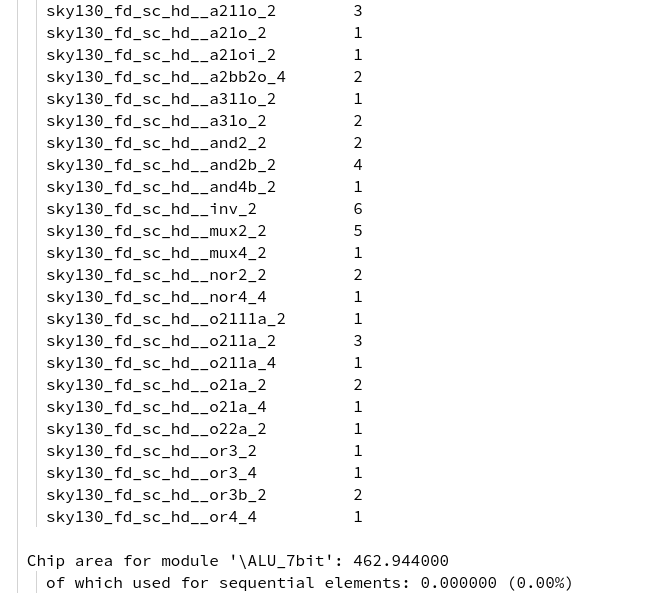 sky130_fd_sc_hd__a211o_2 3
sky130_fd_sc_hd__a21o_2 1
sky130_fd_sc_hd__a21oi_2 1
sky130_fd_sc_hd__a2bb2o_4 2
sky130_fd_sc_hd__a311o_2 1
sky130_fd_sc_hd__a31o_2 2
sky130_fd_sc_hd__and2_2 2
sky130_fd_sc_hd__and2b_2 4
sky130_fd_sc_hd__and4b_2 1
sky130_fd_sc_hd__inv_2 6
sky130_fd_sc_hd__mux2_2 5
sky130_fd_sc_hd__mux4_2 1
sky130_fd_sc_hd__nor2_2 2
sky130_fd_sc_hd__nor4_4 1
sky130_fd_sc_hd__o2111a_2 1
sky130_fd_sc_hd__o211a_2 3
sky130_fd_sc_hd__o211a_4 1
sky130_fd_sc_hd__o21a_2 2
sky130_fd_sc_hd__o21a_4 1
sky130_fd_sc_hd__o22a_2 1
sky130_fd_sc_hd__or3_2 1
sky130_fd_sc_hd__or3_4 1
sky130_fd_sc_hd__or3b_2 2
sky130_fd_sc_hd__or4_4 1
Chip area for module '\ALU_7bit': 462.944000
of which used for sequential elements: 0.000000 (0.00%)